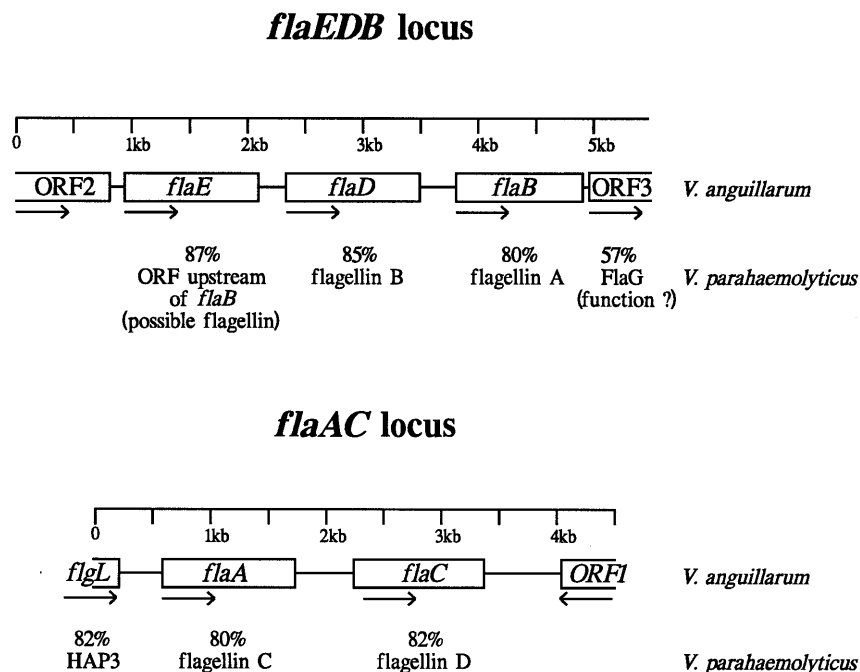 flaEDB locus
0 1kb 2kb 3kb 4kb 5kb
ORF2 flaE flaD flaB ORF3 V. anguillarum
87% 85% 80% 57%
ORF upstream flagellin B flagellin A FlaG V. parahaemolyticus
of flaB (function ?)
(possible flagellin)
flaAC locus
0 1kb 2kb 3kb 4kb
flgL flaA flaC ORF1 V. anguillarum
82% 80% 82%
HAP3 flagellin C flagellin D V. parahaemolyticus